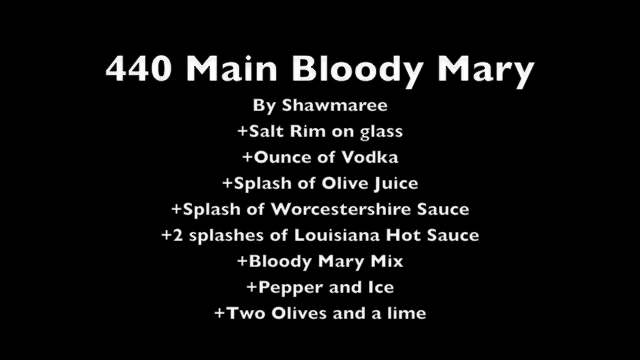 440 Main Bloody Mary
By Shawmaree
+Salt Rim on glass
+Ounce of Vodka
+Splash of Olive Juice
+Splash of Worcestershire Sauce
+2 splashes of Louisiana Hot Sauce
+Bloody Mary Mix
+Pepper and Ice
+Two Olives and a lime